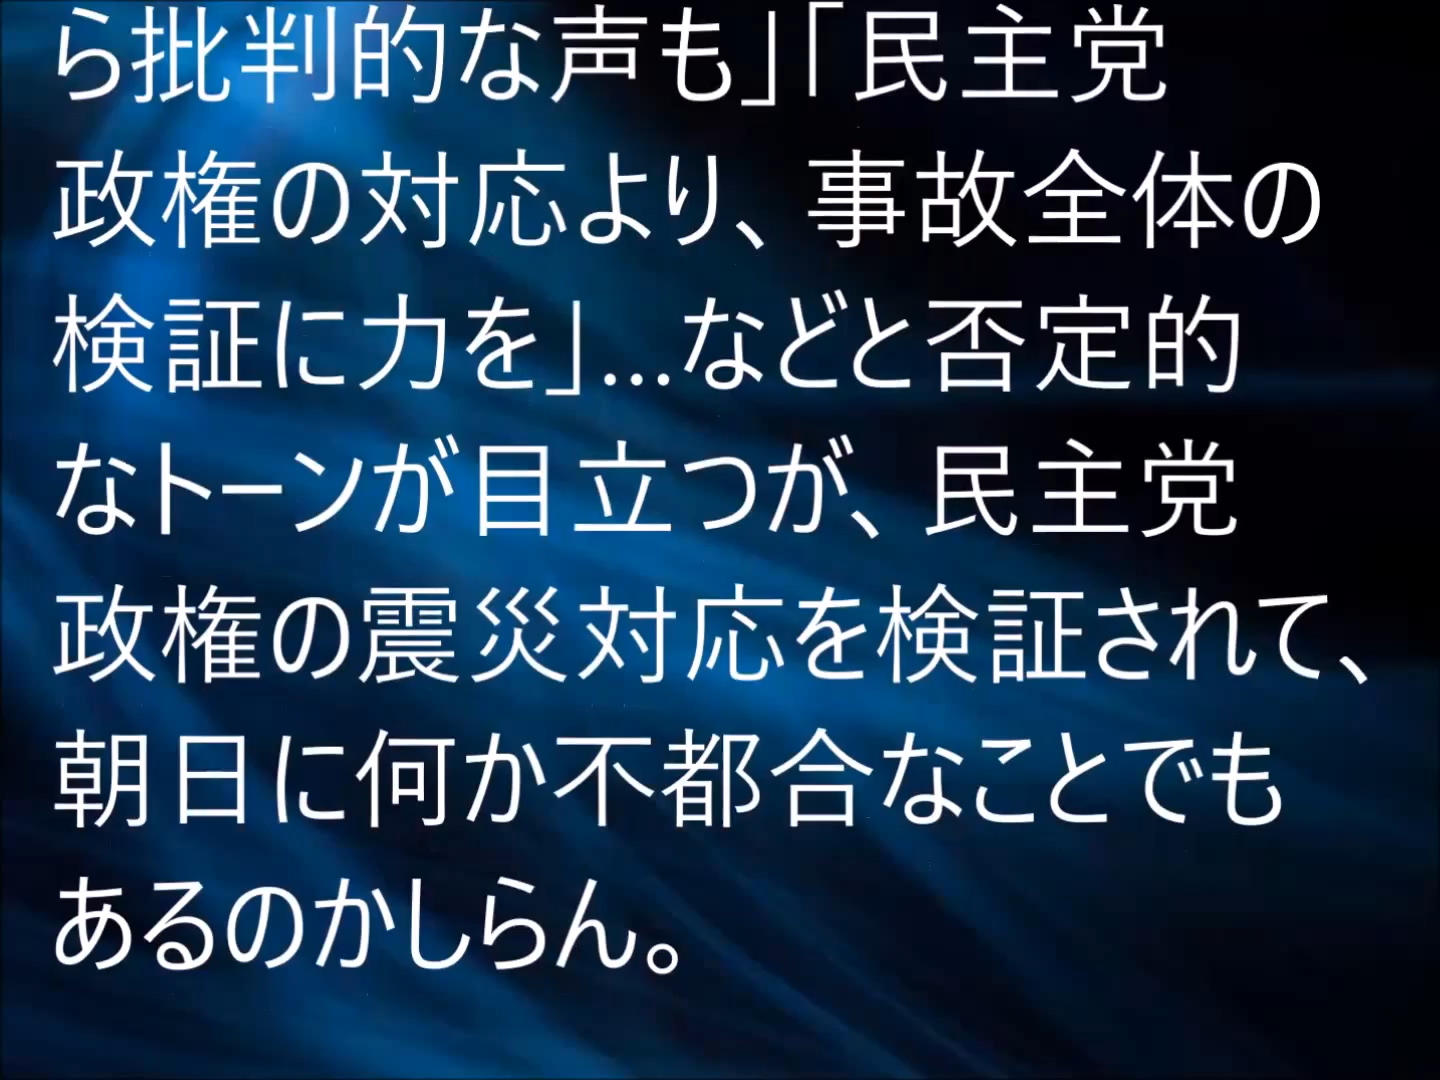 ら批判的な声も」「民主党
政権の対応より、事故全体の
検証に力を」…などと否定的
なトーンが目立つが、民主党
政権の震災対応を検証されて、
朝日に何か不都合なことでも
あるのかしらん。